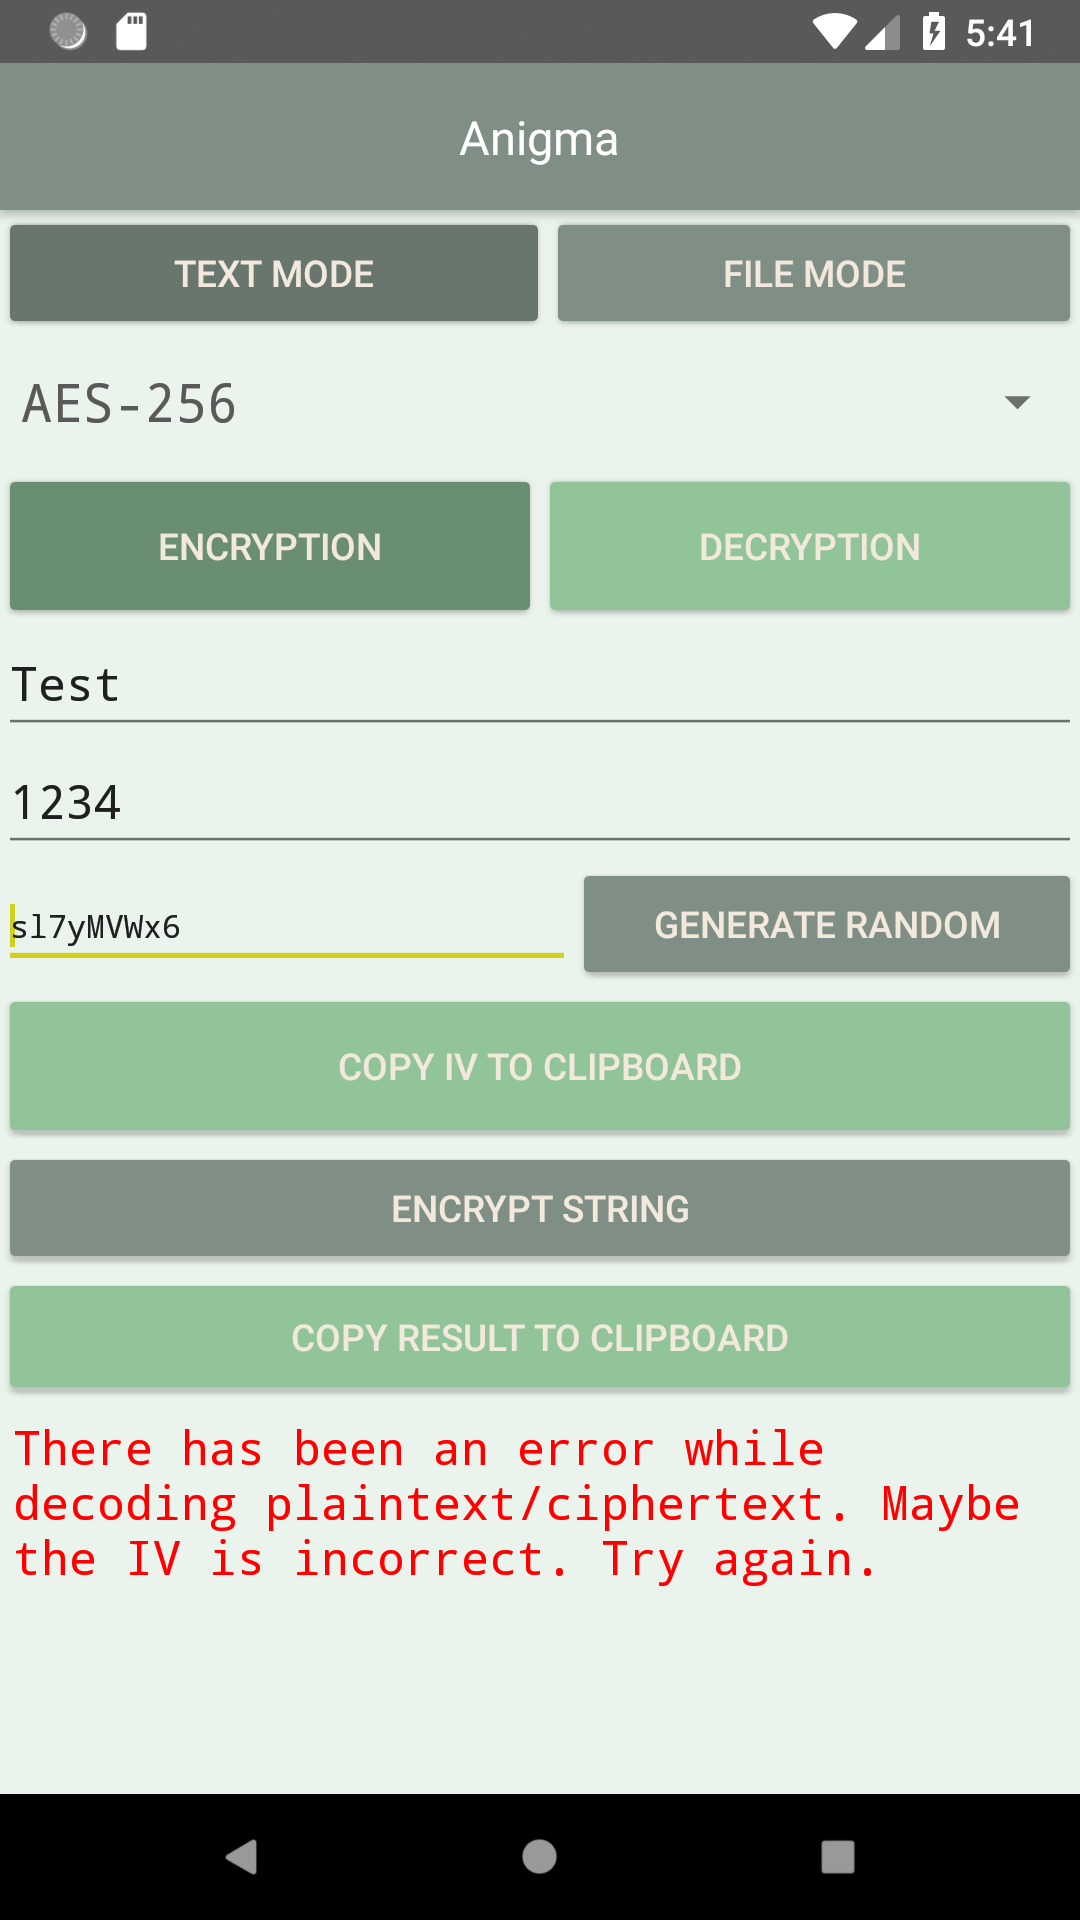 5:41
Anigma
TEXT MODE
FILE MODE
AES-256
ENCRYPTION
DECRYPTION
Test
1234
sl7yMVWx6
GENERATE RANDOM
COPY IV TO CLIPBOARD
ENCRYPT STRING
COPY RESULT TO CLIPBOARD
There has been an error while
decoding plaintext/ciphertext. Maybe
the IV is incorrect. Try again.